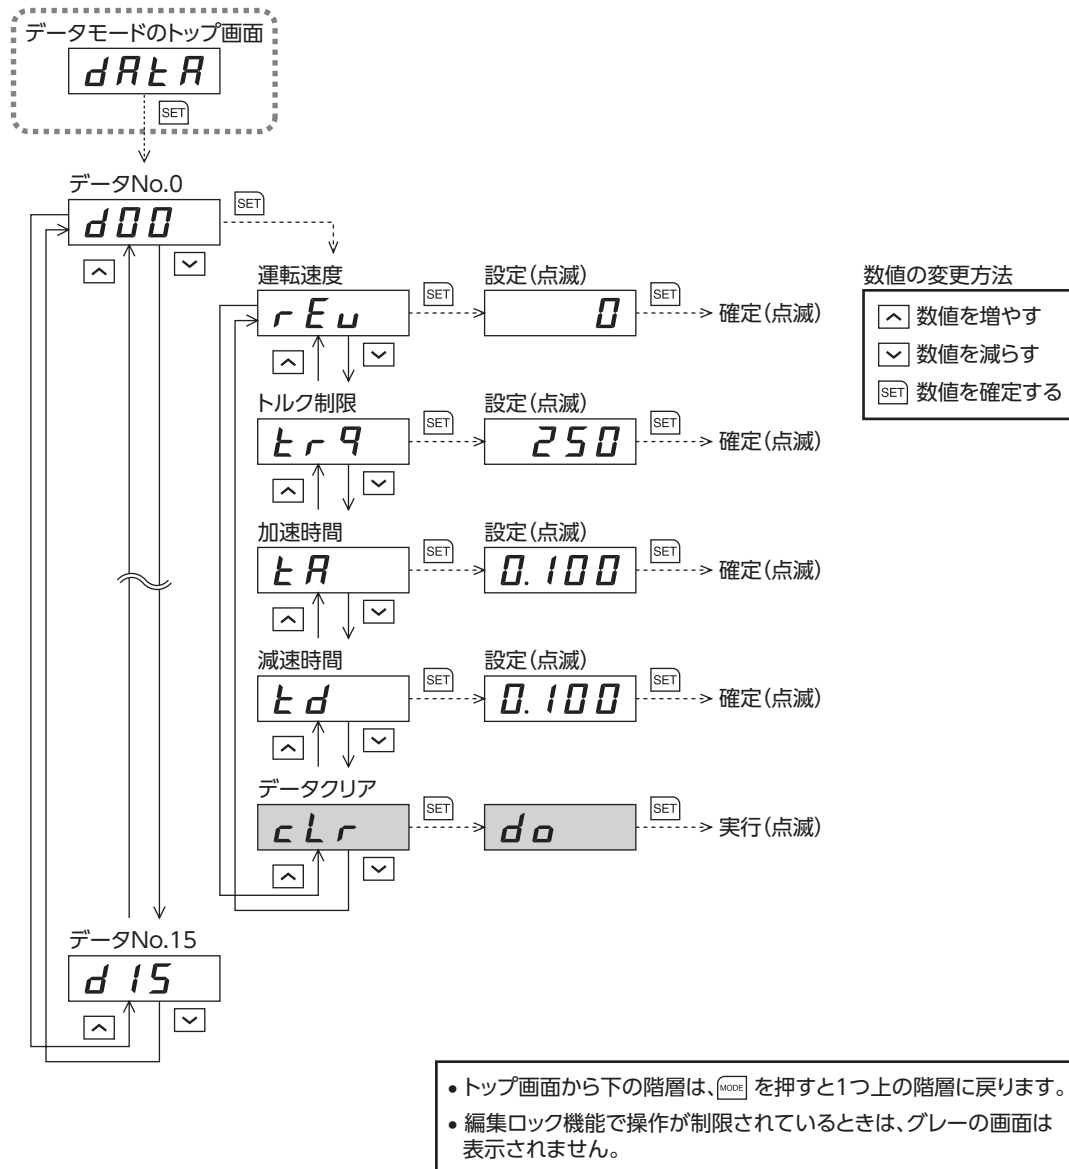 データモードのトップ画面
dAtA
SET
データNo.0
d00
SET
運転速度
rEv
SET
設定(点滅)
0
SET
確定(点滅)
トルク制限
trq
SET
設定(点滅)
250
SET
確定(点滅)
加速時間
tA
SET
設定(点滅)
0.100
SET
確定(点滅)
減速時間
td
SET
設定(点滅)
0.100
SET
確定(点滅)
データクリア
cLr
SET
do
SET
実行(点滅)
データNo.15
d15
数値の変更方法
数値を増やす
数値を減らす
SET 数値を確定する
• トップ画面から下の階層は、MODE を押すと1つ上の階層に戻ります。
• 編集ロック機能で操作が制限されているときは、グレーの画面は
表示されません。